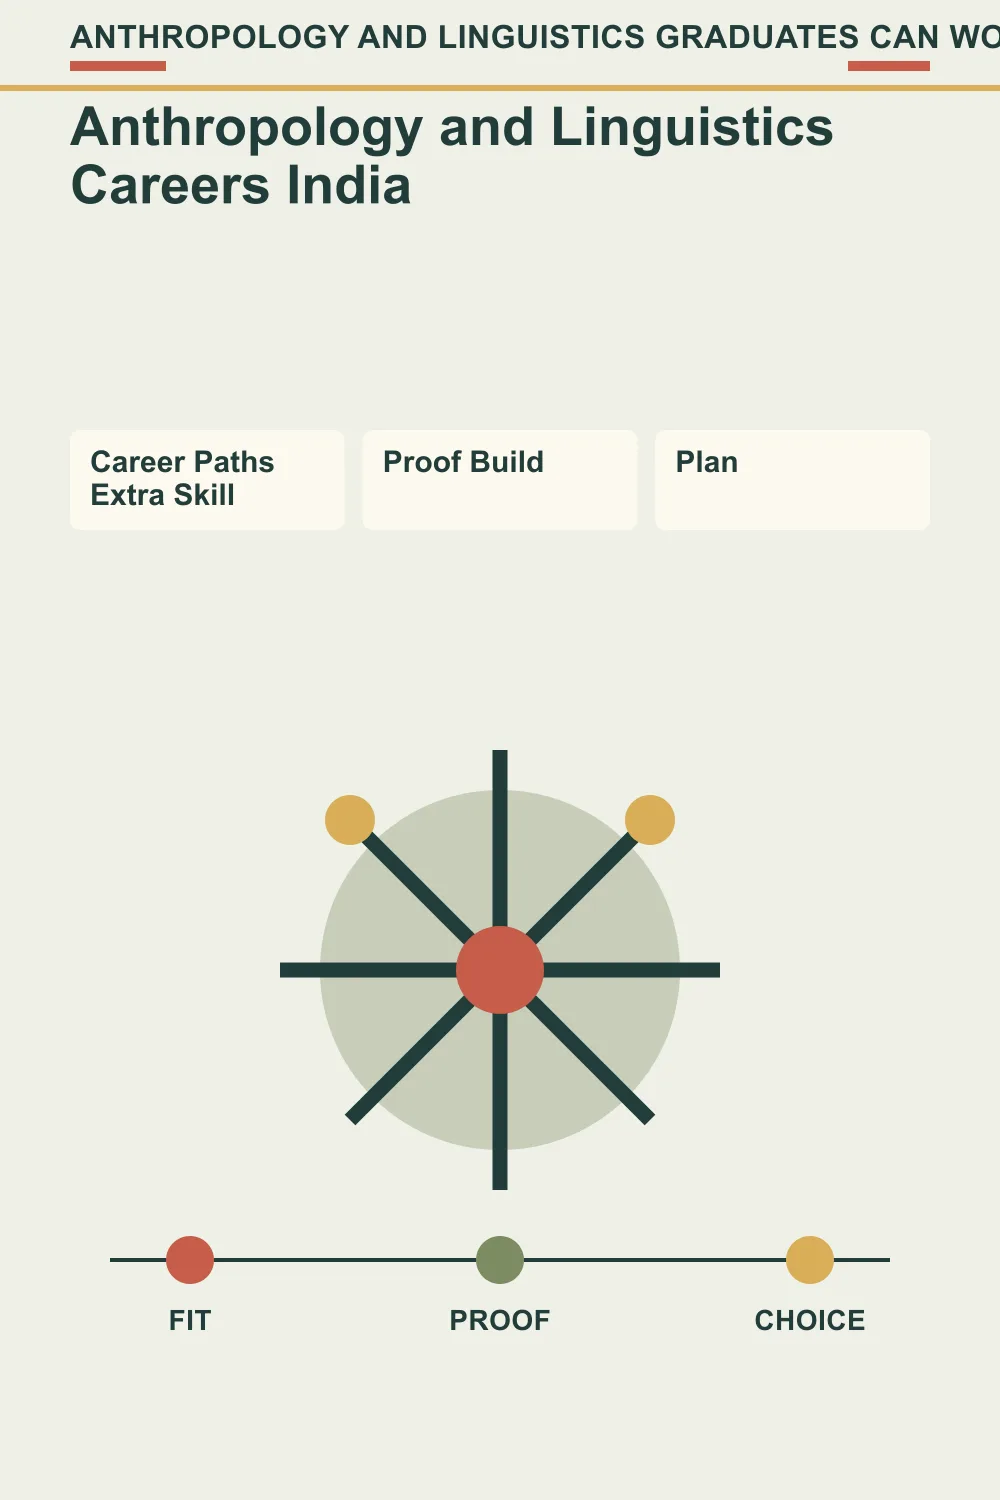 ANTHROPOLOGY AND LINGUISTICS GRADUATES CAN WO
Anthropology and Linguistics
Careers India
Career Paths
Extra Skill
Proof Build
Plan
FIT
PROOF
CHOICE